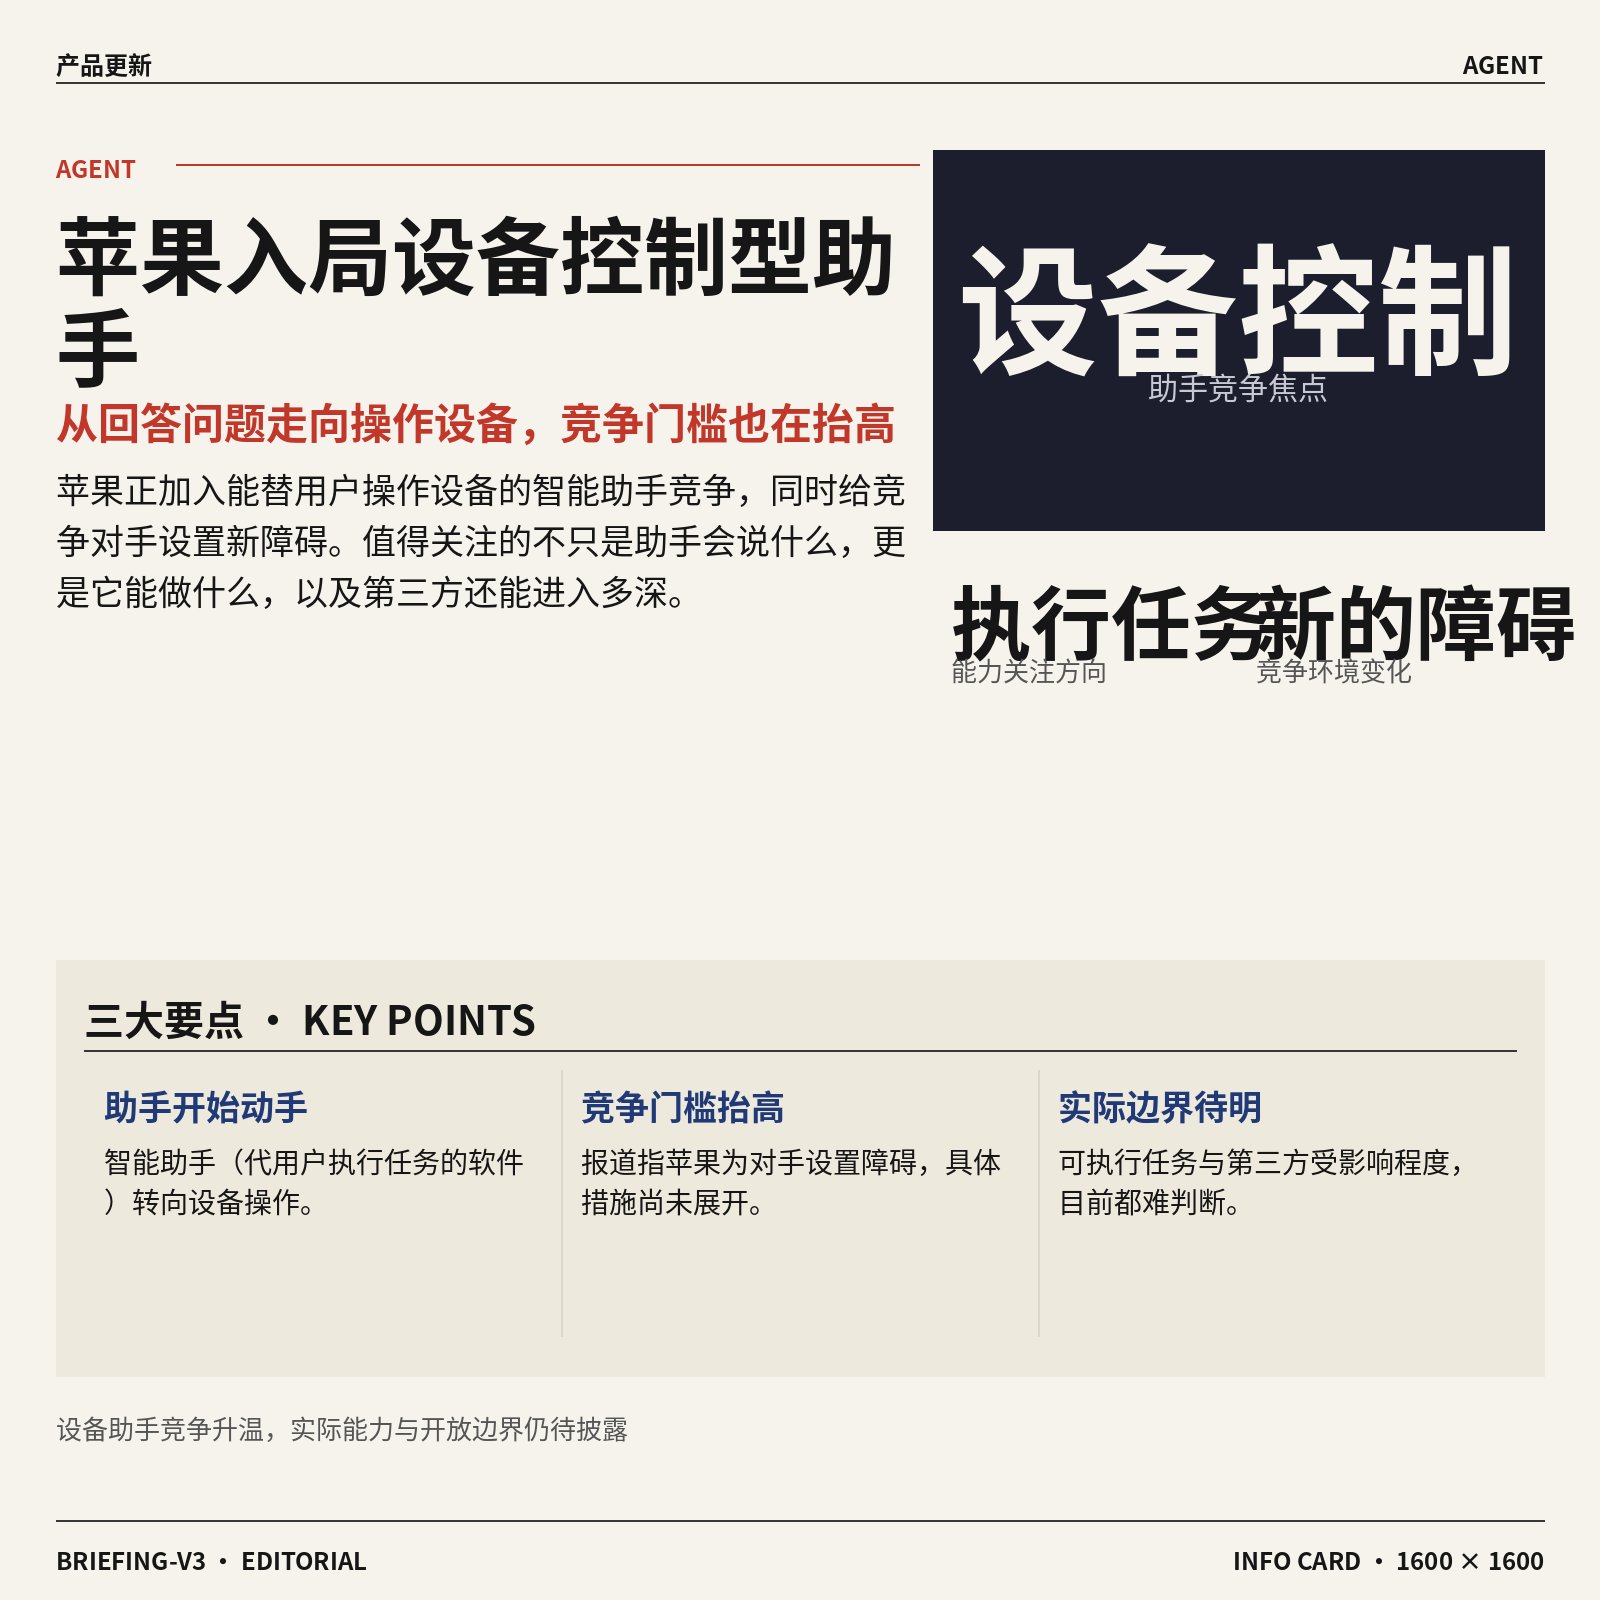 产品更新
AGENT
AGENT
苹果入局设备控制型助
手
从回答问题走向操作设备，竞争门槛也在抬高
苹果正加入能替用户操作设备的智能助手竞争，同时给竞
争对手设置新障碍。值得关注的不只是助手会说什么，更
是它能做什么，以及第三方还能进入多深。
设备控制
助手竞争焦点
执行任务
能力关注方向
新的障碍
竞争环境变化
三大要点 · KEY POINTS
助手开始动手
智能助手（代用户执行任务的软件
）转向设备操作。
竞争门槛抬高
报道指苹果为对手设置障碍，具体
措施尚未展开。
实际边界待明
可执行任务与第三方受影响程度，
目前都难判断。
设备助手竞争升温，实际能力与开放边界仍待披露
BRIEFING-V3 · EDITORIAL
INFO CARD · 1600 × 1600